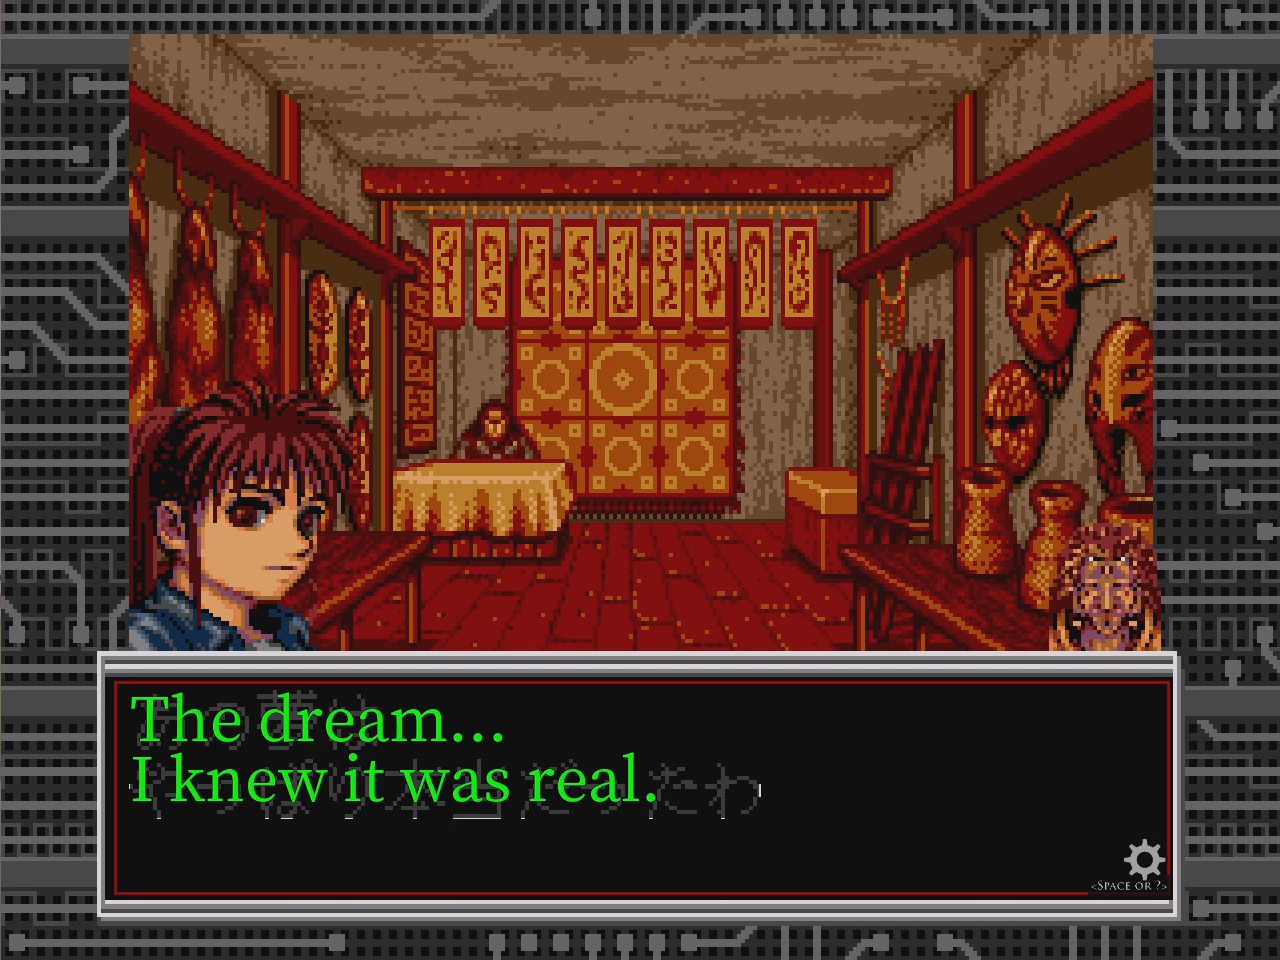 The dream...
I knew it was real.
<SPACE OR ?>